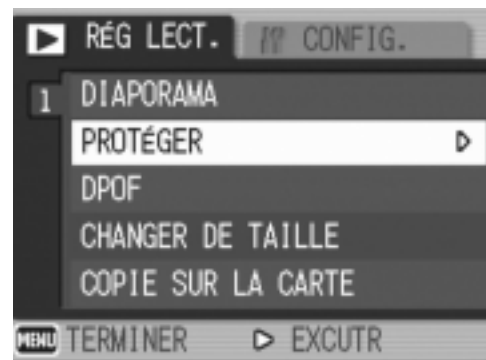 RÉG LECT. CONFIG.
1 DIAPORAMA
PROTÉGER
DPOF
CHANGER DE TAILLE
COPIE SUR LA CARTE
MENU TERMINER EXCUTR